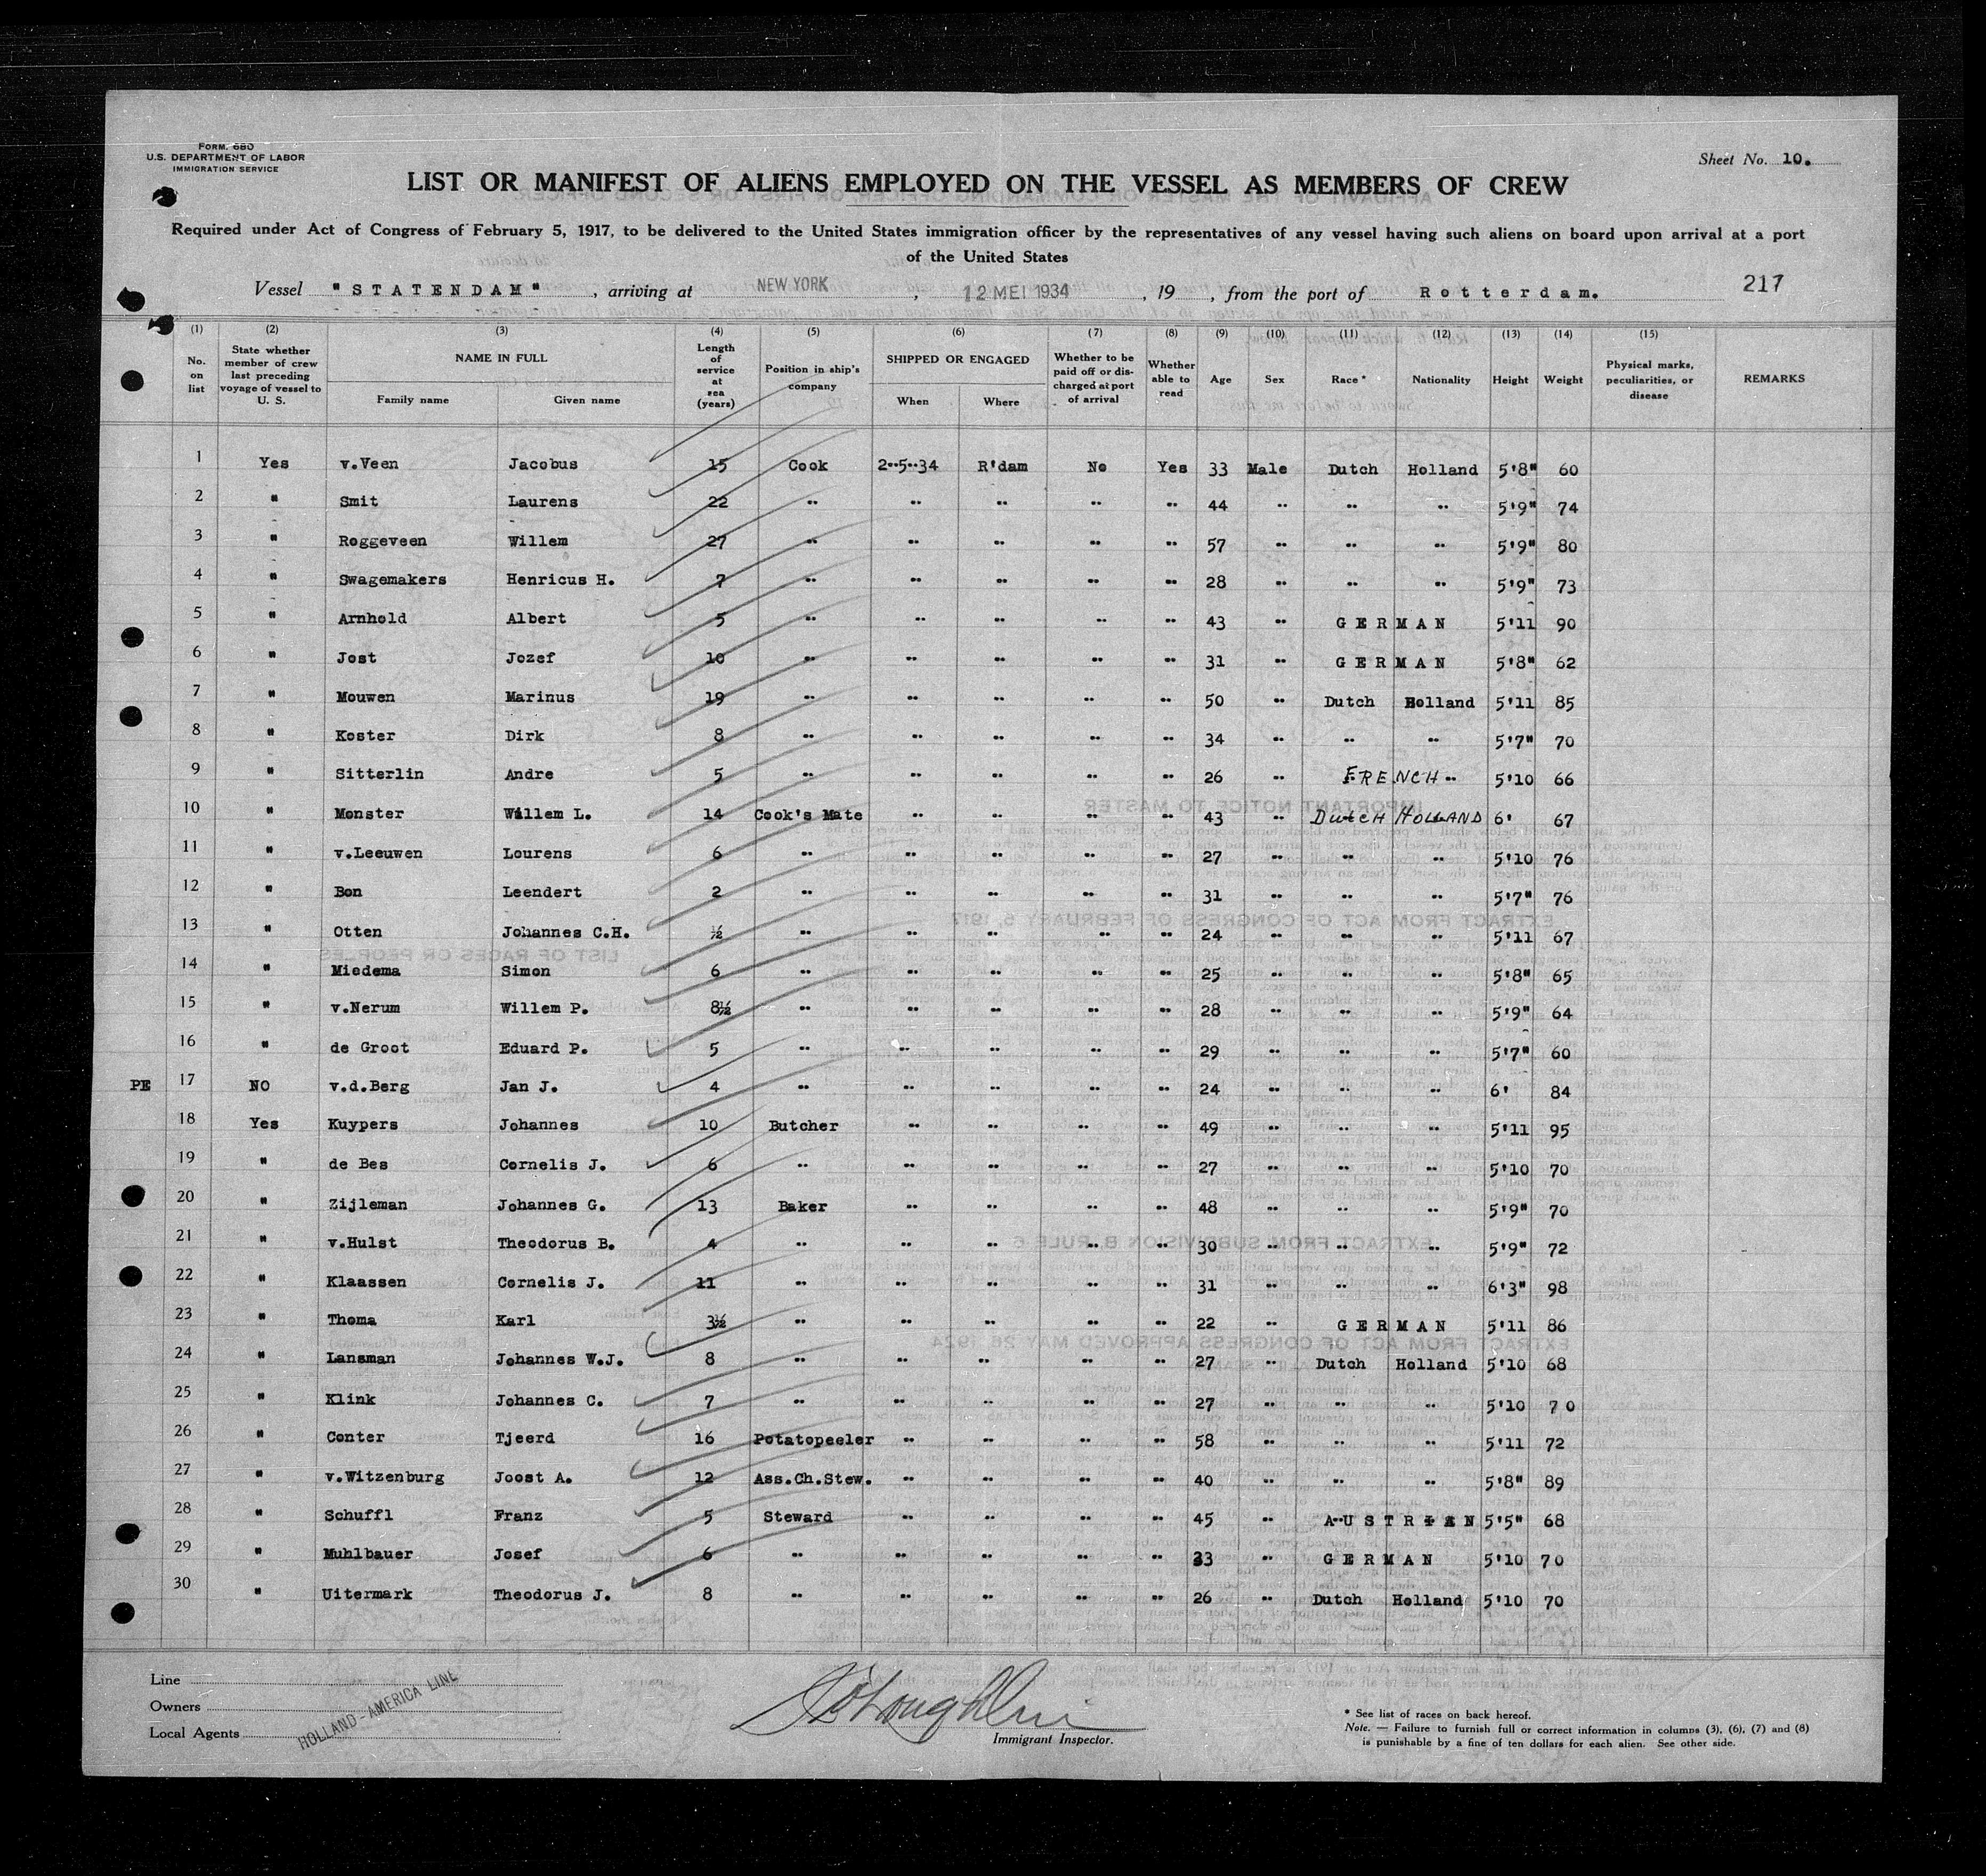 FORM. 680
U.S. DEPARTMENT OF LABOR
IMMIGRATION SERVICE
Sheet No. 10.
LIST OR MANIFEST OF ALIENS EMPLOYED ON THE VESSEL AS MEMBERS OF CREW
Required under Act of Congress of February 5, 1917, to be delivered to the United States immigration officer by the representatives of any vessel having such aliens on board upon arrival at a port
of the United States
Vessel "STATENDAM", arriving at NEW YORK, 12 MEI 1934, 19 , from the port of Rotterdam. 217
(1) (2) (3) (4) (5) (6) (7) (8) (9) (10) (11) (12) (13) (14) (15)
No. on list | State whether member of crew last preceding voyage of vessel to U. S. | NAME IN FULL Family name Given name | Length of service at sea (years) | Position in ship's company | SHIPPED OR ENGAGED When Where | Whether to be paid off or discharged at port of arrival | Whether able to read | Age | Sex | Race* | Nationality | Height | Weight | Physical marks, peculiarities, or disease | REMARKS
1 Yes v.Veen Jacobus 15 Cook 2··5··34 R'dam No Yes 33 Male Dutch Holland 5'8" 60
2 " Smit Laurens 22 ·· ·· ·· ·· ·· 44 ·· ·· ·· 5'9" 74
3 " Roggeveen Willem 27 ·· ·· ·· ·· ·· 57 ·· ·· ·· 5'9" 80
4 " Swagemakers Henricus H. 7 ·· ·· ·· ·· ·· 28 ·· ·· ·· 5'9" 73
5 " Arnhold Albert 5 ·· ·· ·· ·· ·· 43 ·· GERMAN 5'11 90
6 " Jost Jozef 10 ·· ·· ·· ·· ·· 31 ·· GERMAN 5'8" 62
7 " Mouwen Marinus 19 ·· ·· ·· ·· ·· 50 ·· Dutch Holland 5'11 85
8 " Koster Dirk 8 ·· ·· ·· ·· ·· 34 ·· ·· ·· 5'7" 70
9 " Sitterlin Andre 5 ·· ·· ·· ·· ·· 26 ·· FRENCH ·· 5'10 66
10 " Monster Willem L. 14 Cook's Mate ·· ·· ·· ·· 43 ·· DutcH HOLLAND 6' 67
11 " v.Leeuwen Lourens 6 ·· ·· ·· ·· ·· 27 ·· ·· ·· 5'10 76
12 " Bon Leendert 2 ·· ·· ·· ·· ·· 31 ·· ·· ·· 5'7" 76
13 " Otten Johannes C.H. ½ ·· ·· ·· ·· ·· 24 ·· ·· ·· 5'11 67
14 " Miedema Simon 6 ·· ·· ·· ·· ·· 25 ·· ·· ·· 5'8" 65
15 " v.Nerum Willem P. 8½ ·· ·· ·· ·· ·· 28 ·· ·· ·· 5'9" 64
16 " de Groot Eduard P. 5 ·· ·· ·· ·· ·· 29 ·· ·· ·· 5'7" 60
PE 17 NO v.d.Berg Jan J. 4 ·· ·· ·· ·· ·· 24 ·· ·· ·· 6' 84
18 Yes Kuypers Johannes 10 Butcher ·· ·· ·· ·· 49 ·· ·· ·· 5'11 95
19 " de Bes Cornelis J. 6 ·· ·· ·· ·· ·· 27 ·· ·· ·· 5'10 70
20 " Zijleman Johannes G. 13 Baker ·· ·· ·· ·· 48 ·· ·· ·· 5'9" 70
21 " v.Hulst Theodorus B. 4 ·· ·· ·· ·· ·· 30 ·· ·· ·· 5'9" 72
22 " Klaassen Cornelis J. 11 ·· ·· ·· ·· ·· 31 ·· ·· ·· 6'3" 98
23 " Thoma Karl 3½ ·· ·· ·· ·· ·· 22 ·· GERMAN 5'11 86
24 " Lansman Johannes W.J. 8 ·· ·· ·· ·· ·· 27 ·· Dutch Holland 5'10 68
25 " Klink Johannes C. 7 ·· ·· ·· ·· ·· 27 ·· ·· ·· 5'10 70
26 " Conter Tjeerd 16 Potatopeeler ·· ·· ·· ·· 58 ·· ·· ·· 5'11 72
27 " v.Witzenburg Joost A. 12 Ass.Ch.Stew. ·· ·· ·· ·· 40 ·· ·· ·· 5'8" 89
28 " Schuffl Franz 5 Steward ·· ·· ·· ·· 45 ·· AUSTRIAN 5'5" 68
29 " Muhlbauer Josef 6 ·· ·· ·· ·· ·· 33 ·· GERMAN 5'10 70
30 " Uitermark Theodorus J. 8 ·· ·· ·· ·· ·· 26 ·· Dutch Holland 5'10 70
Line
Owners
Local Agents
HOLLAND-AMERICA LINE
Immigrant Inspector.
* See list of races on back hereof.
Note. — Failure to furnish full or correct information in columns (3), (6), (7) and (8)
is punishable by a fine of ten dollars for each alien. See other side.